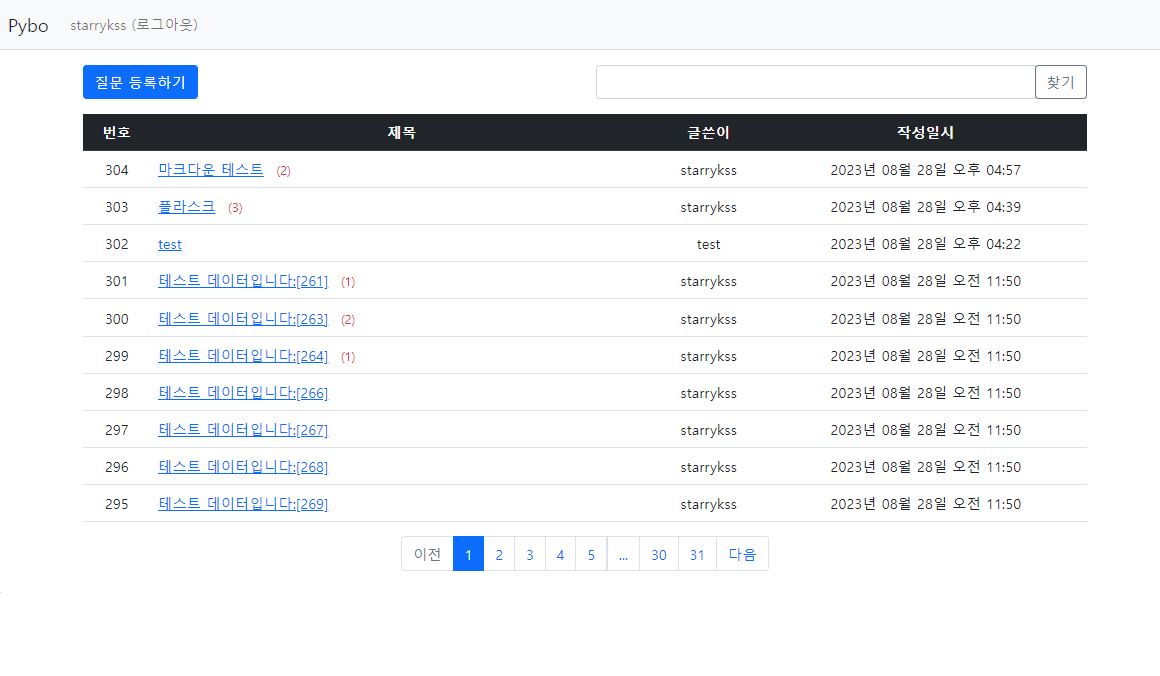 Pybo starrykss (로그아웃)
질문 등록하기 찾기
번호 제목 글쓴이 작성일시
304 마크다운 테스트 (2) starrykss 2023년 08월 28일 오후 04:57
303 플라스크 (3) starrykss 2023년 08월 28일 오후 04:39
302 test test 2023년 08월 28일 오후 04:22
301 테스트 데이터입니다:[261] (1) starrykss 2023년 08월 28일 오전 11:50
300 테스트 데이터입니다:[263] (2) starrykss 2023년 08월 28일 오전 11:50
299 테스트 데이터입니다:[264] (1) starrykss 2023년 08월 28일 오전 11:50
298 테스트 데이터입니다:[266] starrykss 2023년 08월 28일 오전 11:50
297 테스트 데이터입니다:[267] starrykss 2023년 08월 28일 오전 11:50
296 테스트 데이터입니다:[268] starrykss 2023년 08월 28일 오전 11:50
295 테스트 데이터입니다:[269] starrykss 2023년 08월 28일 오전 11:50
이전 1 2 3 4 5 ... 30 31 다음